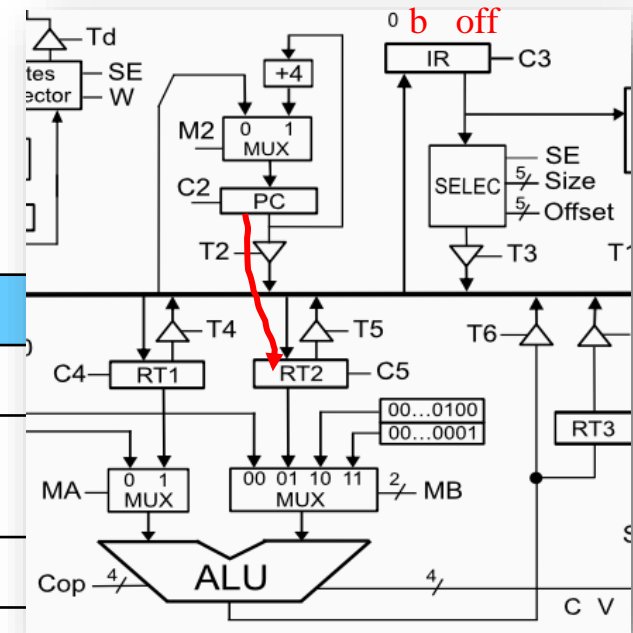 0 b off
Td
tes
ector
SE
W
+4
IR
C3
M2
0 1
MUX
C2
PC
SELEC
SE
5 Size
5 Offset
T2
T3
T1
T4
T5
T6
C4
RT1
RT2
C5
00...0100
00...0001
RT3
MA
0 1
MUX
00 01 10 11
MUX
2 MB
Cop 4
ALU
4
C V